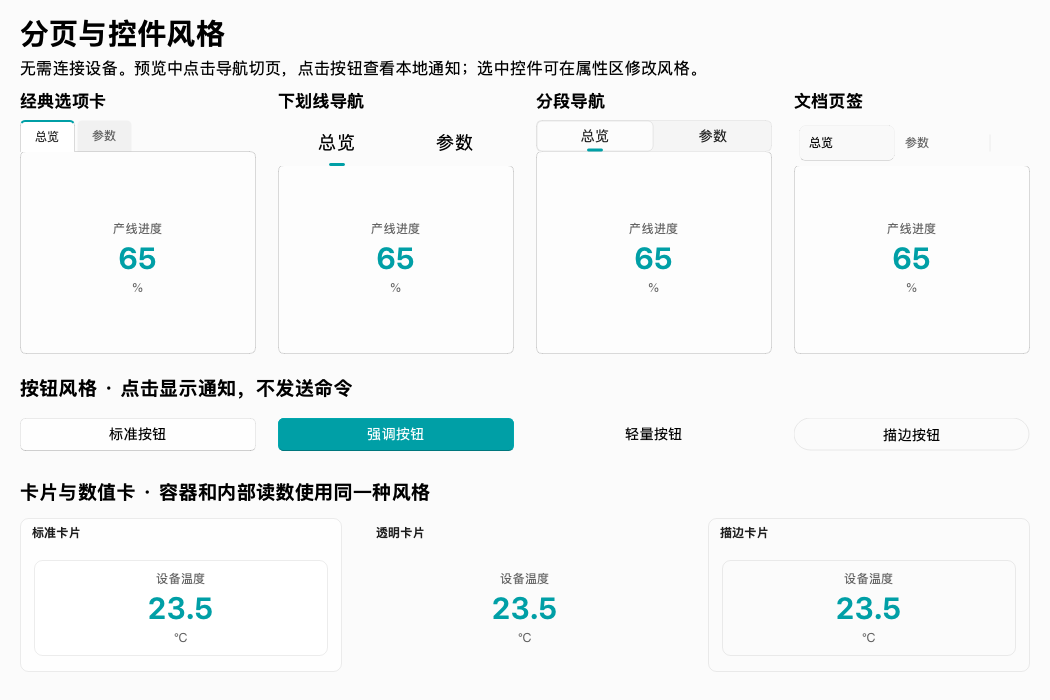 分页与控件风格
无需连接设备。预览中点击导航切页，点击按钮查看本地通知；选中控件可在属性区修改风格。
经典选项卡 下划线导航 分段导航 文档页签
总览 参数 总览 参数 总览 参数 总览 参数
产线进度 产线进度 产线进度 产线进度
65 65 65 65
% % % %
按钮风格 · 点击显示通知，不发送命令
标准按钮 强调按钮 轻量按钮 描边按钮
卡片与数值卡 · 容器和内部读数使用同一种风格
标准卡片 透明卡片 描边卡片
设备温度 设备温度 设备温度
23.5 23.5 23.5
℃ ℃ ℃